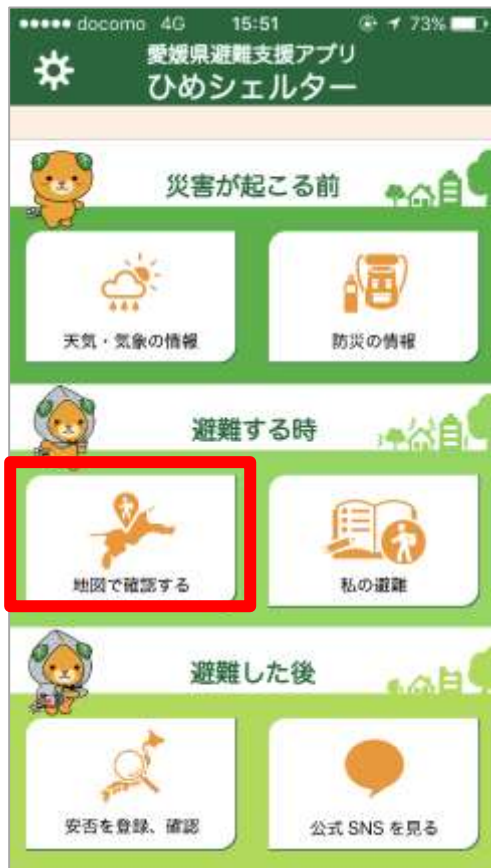 docomo 4G 15:51 73%
愛媛県避難支援アプリ
ひめシェルター
災害が起こる前
天気・気象の情報
防災の情報
避難する時
地図で確認する
私の避難
避難した後
安否を登録、確認
公式 SNS を見る